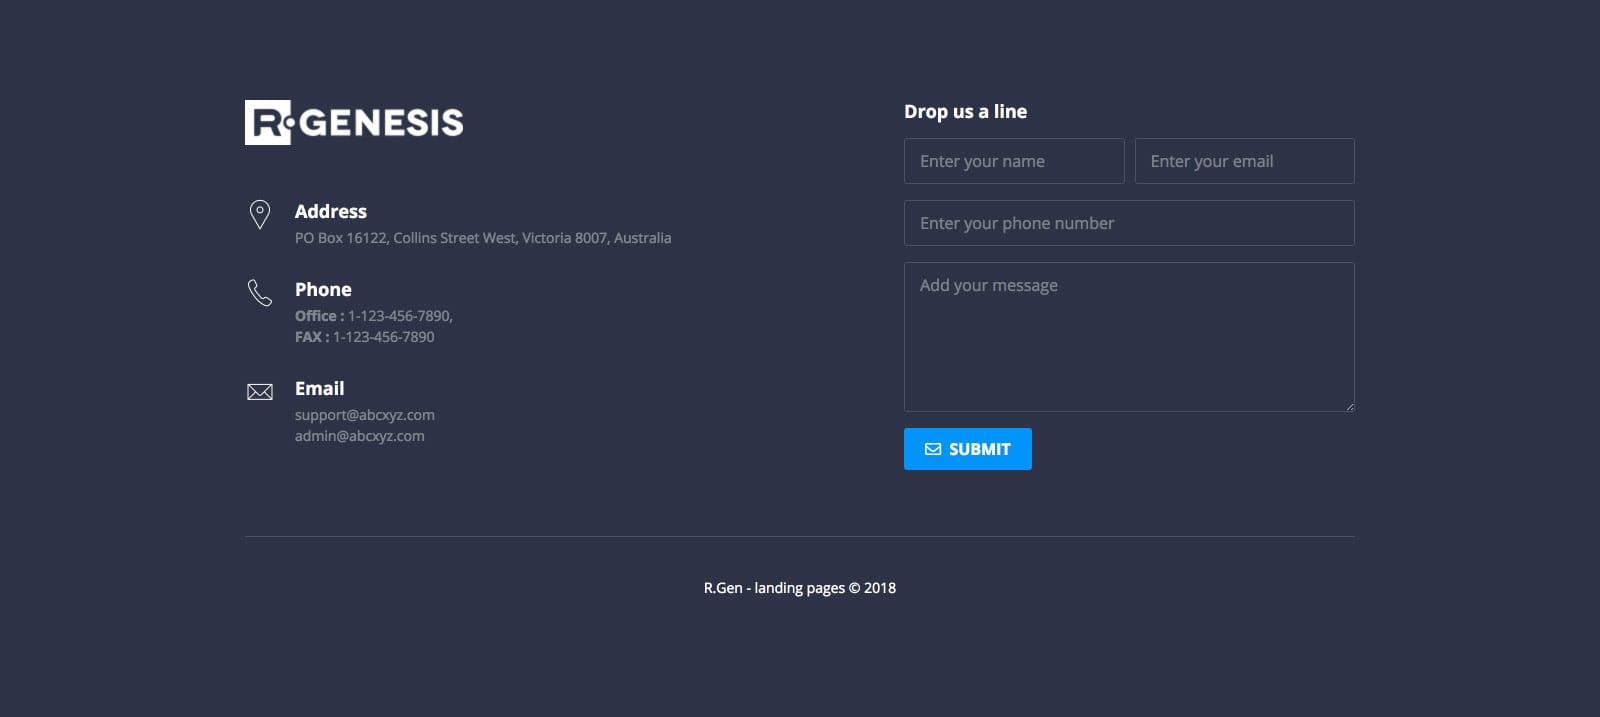 R.GENESIS
Address
PO Box 16122, Collins Street West, Victoria 8007, Australia
Phone
Office : 1-123-456-7890,
FAX : 1-123-456-7890
Email
support@abcxyz.com
admin@abcxyz.com
Drop us a line
Enter your name
Enter your email
Enter your phone number
Add your message
SUBMIT
R.Gen - landing pages © 2018